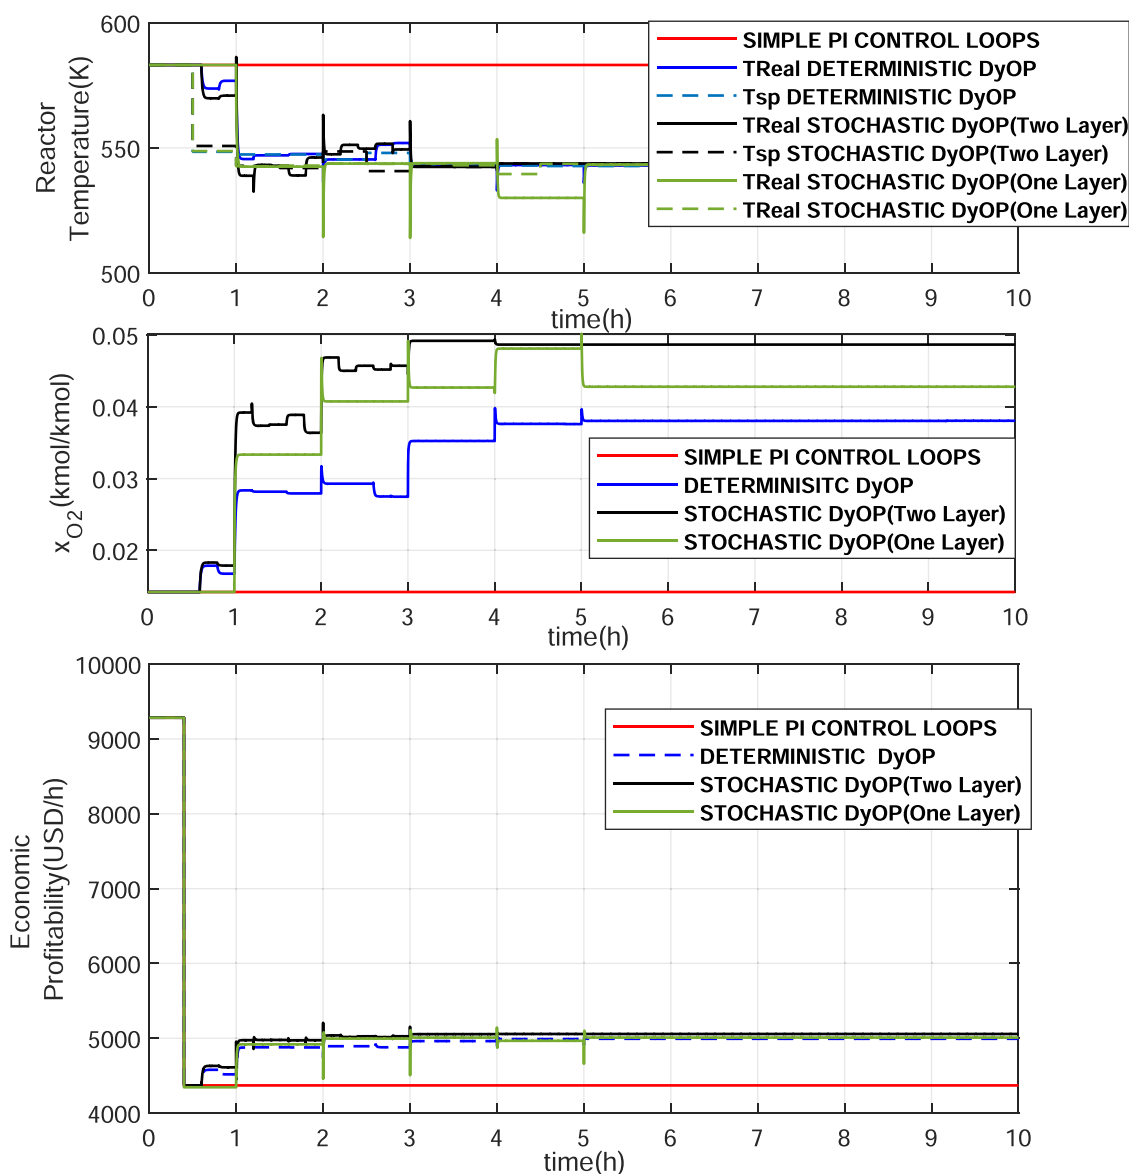 600
550
500
Reactor
Temperature(K)
SIMPLE PI CONTROL LOOPS
TReal DETERMINISTIC DyOP
Tsp DETERMINISTIC DyOP
TReal STOCHASTIC DyOP(Two Layer)
Tsp STOCHASTIC DyOP(Two Layer)
TReal STOCHASTIC DyOP(One Layer)
TReal STOCHASTIC DyOP(One Layer)
0 1 2 3 4 5 6 7 8 9 10
time(h)
0.05
0.04
0.03
0.02
xO2(kmol/kmol)
SIMPLE PI CONTROL LOOPS
DETERMINISITC DyOP
STOCHASTIC DyOP(Two Layer)
STOCHASTIC DyOP(One Layer)
0 1 2 3 4 5 6 7 8 9 10
time(h)
10000
9000
8000
7000
6000
5000
4000
Economic
Profitability(USD/h)
SIMPLE PI CONTROL LOOPS
DETERMINISTIC DyOP
STOCHASTIC DyOP(Two Layer)
STOCHASTIC DyOP(One Layer)
0 1 2 3 4 5 6 7 8 9 10
time(h)